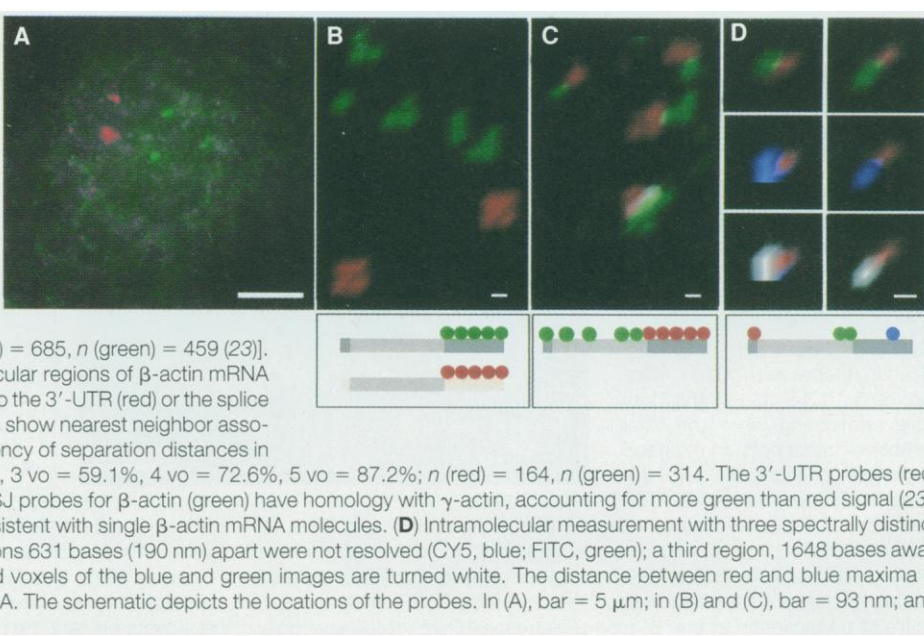 A
B
C
D
) = 685, n (green) = 459 (23)].
cular regions of β-actin mRNA
o the 3′-UTR (red) or the splice
show nearest neighbor asso-
ency of separation distances in
, 3 vo = 59.1%, 4 vo = 72.6%, 5 vo = 87.2%; n (red) = 164, n (green) = 314. The 3′-UTR probes (red
SJ probes for β-actin (green) have homology with γ-actin, accounting for more green than red signal (23
sistent with single β-actin mRNA molecules. (D) Intramolecular measurement with three spectrally distinc
ons 631 bases (190 nm) apart were not resolved (CY5, blue; FITC, green); a third region, 1648 bases awa
d voxels of the blue and green images are turned white. The distance between red and blue maxima
A. The schematic depicts the locations of the probes. In (A), bar = 5 μm; in (B) and (C), bar = 93 nm; an